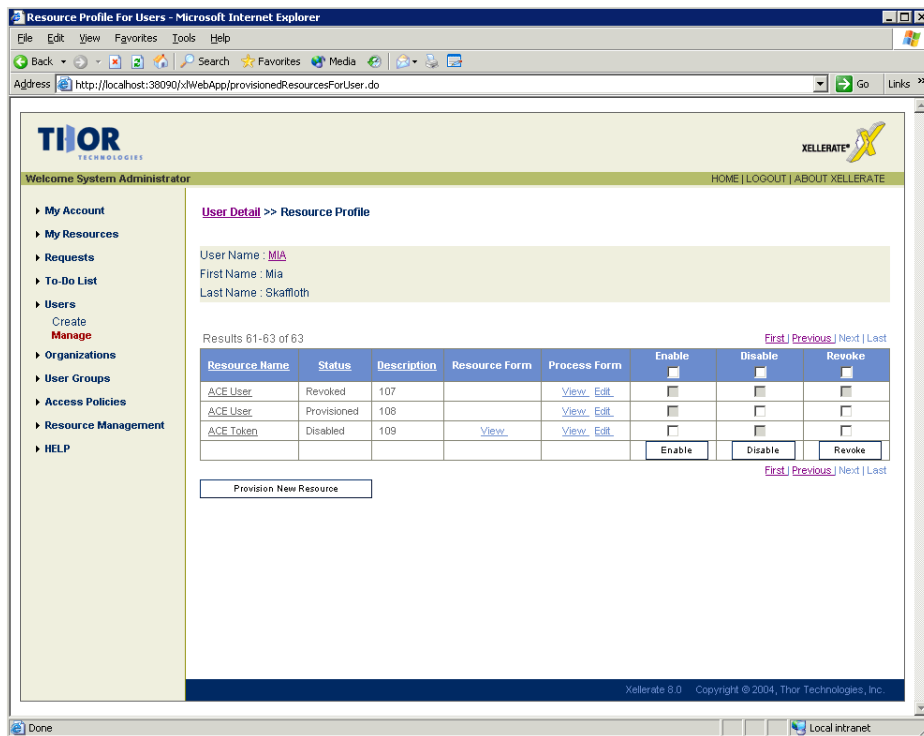 Resource Profile For Users - Microsoft Internet Explorer
File Edit View Favorites Tools Help
Back Search Favorites Media
Address http://localhost:38090/xlWebApp/provisionedResourcesForUser.do Go Links »
THOR
TECHNOLOGIES
XELLERATE®
Welcome System Administrator HOME | LOGOUT | ABOUT XELLERATE
My Account
My Resources
Requests
To-Do List
Users
Create
Manage
Organizations
User Groups
Access Policies
Resource Management
HELP
User Detail >> Resource Profile
User Name : MIA
First Name : Mia
Last Name : Skaffloth
Results 61-63 of 63 First | Previous | Next | Last
Resource Name Status Description Resource Form Process Form Enable Disable Revoke
ACE User Revoked 107 View Edit
ACE User Provisioned 108 View Edit
ACE Token Disabled 109 View View Edit
Enable Disable Revoke
First | Previous | Next | Last
Provision New Resource
Xellerate 8.0 Copyright © 2004, Thor Technologies, Inc.
Done Local intranet